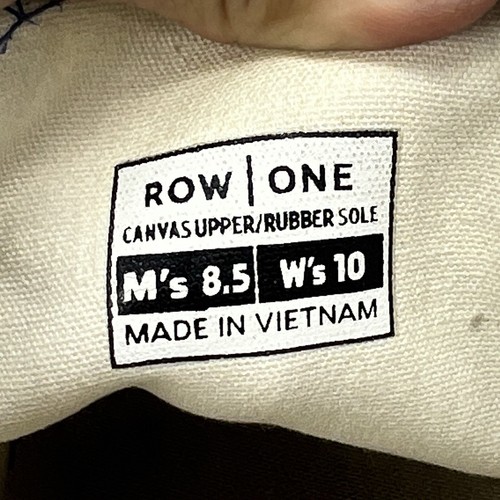 ROW | ONE
CANVAS UPPER/RUBBER SOLE
M's 8.5 W's 10
MADE IN VIETNAM